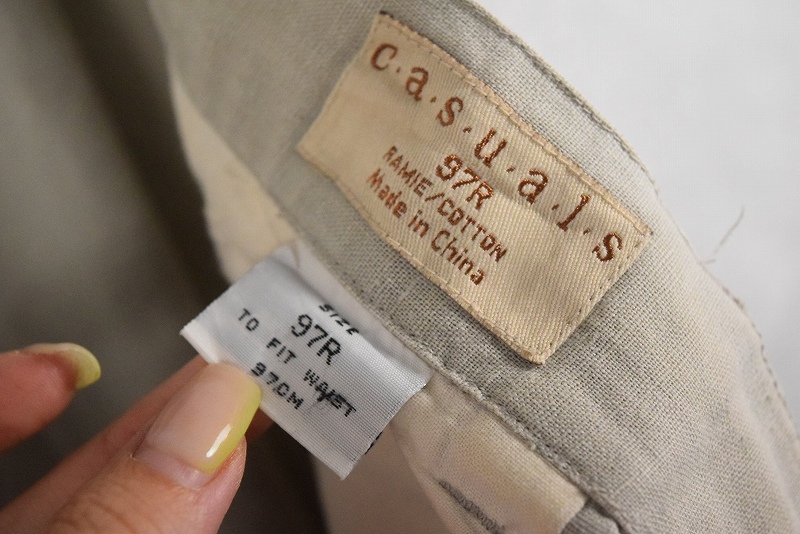 c·a·s·u·a·l·s
97R
RAMIE/COTTON
Made in China
SIZE
97R
TO FIT WAIST
97CM